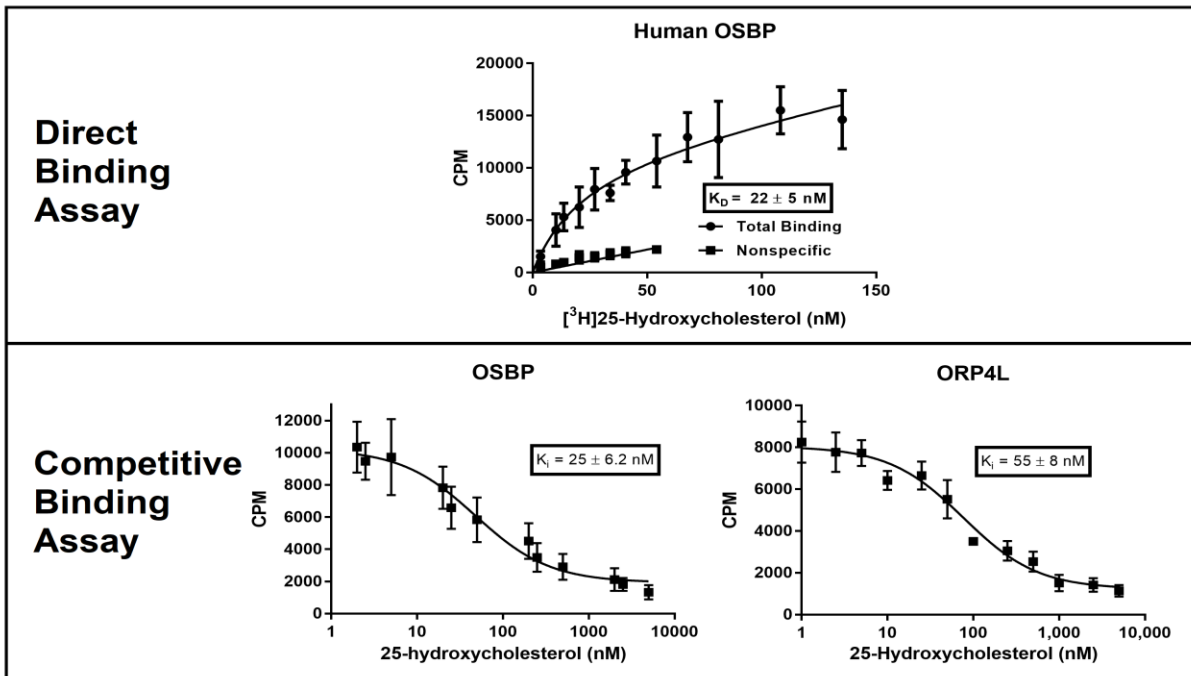 Direct
Binding
Assay
Human OSBP
20000
15000
10000
5000
0
CPM
K_D = 22 ± 5 nM
Total Binding
Nonspecific
0 50 100 150
[³H]25-Hydroxycholesterol (nM)
Competitive
Binding
Assay
OSBP
12000
10000
8000
6000
4000
2000
0
CPM
K_i = 25 ± 6.2 nM
1 10 100 1000 10000
25-hydroxycholesterol (nM)
ORP4L
10000
8000
6000
4000
2000
0
CPM
K_i = 55 ± 8 nM
1 10 100 1,000 10,000
25-Hydroxycholesterol (nM)